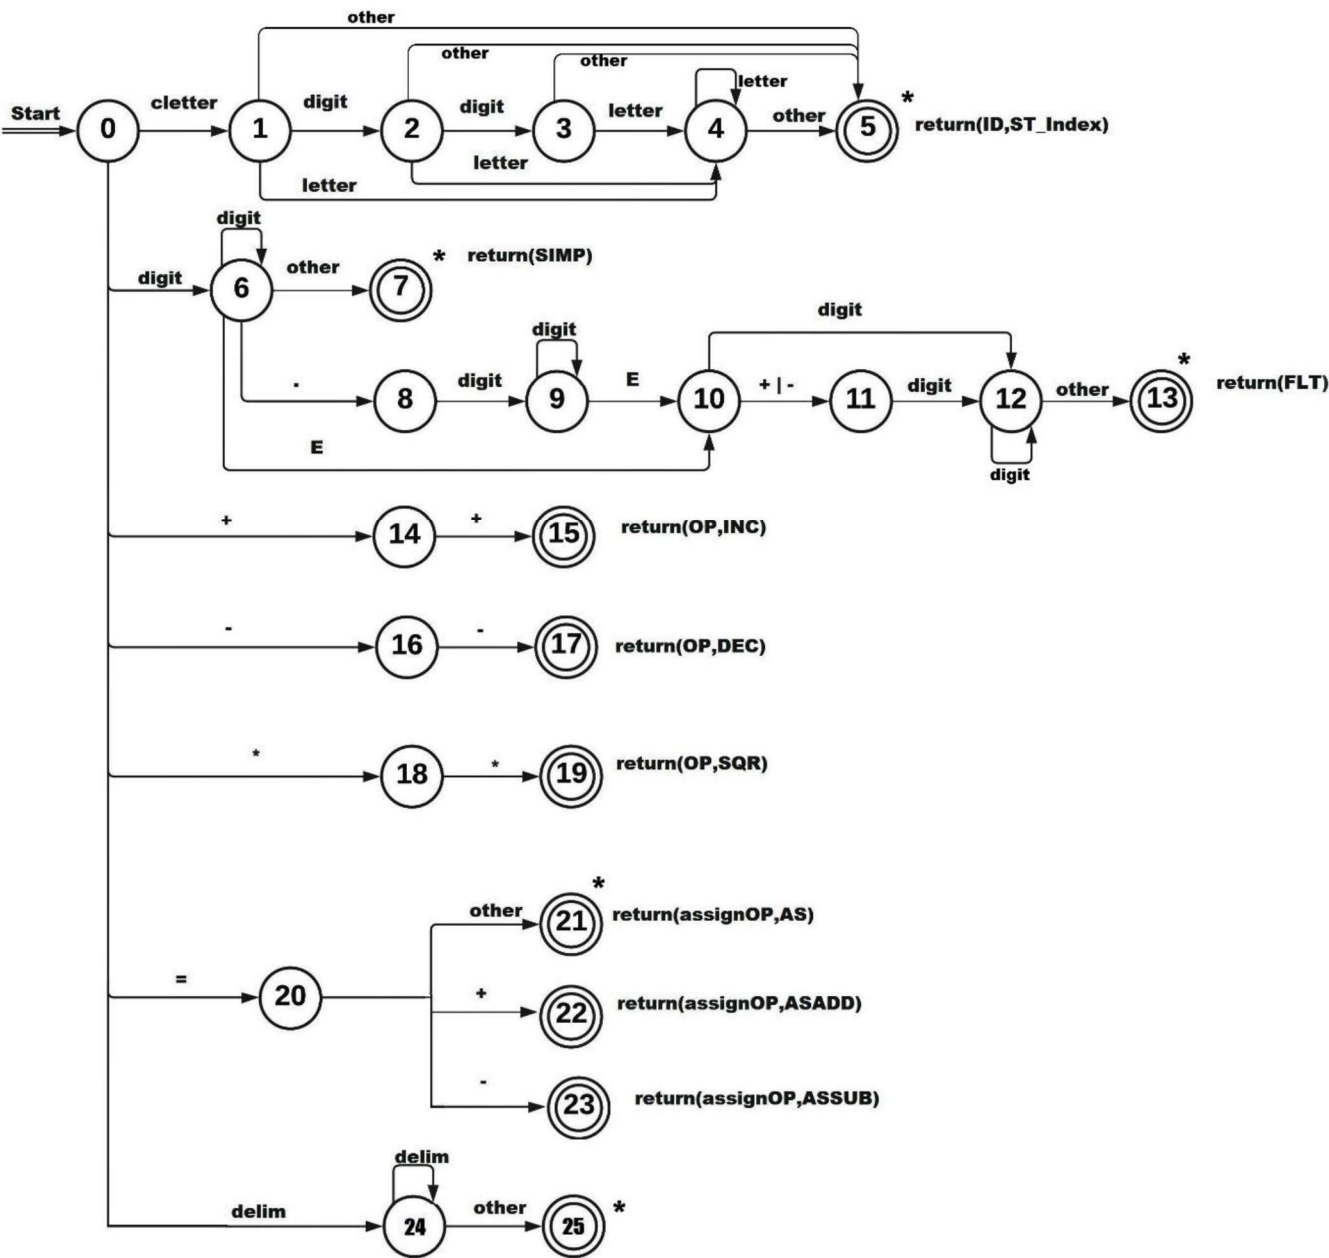 other
other
other
letter
*
Start
cletter
digit
digit
letter
other
return(ID,ST_Index)
0
1
2
3
4
5
letter
letter
digit
digit
other
*
return(SIMP)
6
7
digit
digit
.
digit
E
+ | -
digit
other
*
return(FLT)
8
9
10
11
12
13
E
digit
+
+
return(OP,INC)
14
15
-
-
return(OP,DEC)
16
17
*
*
return(OP,SQR)
18
19
*
other
return(assignOP,AS)
21
=
20
+
return(assignOP,ASADD)
22
-
return(assignOP,ASSUB)
23
delim
delim
other
*
24
25